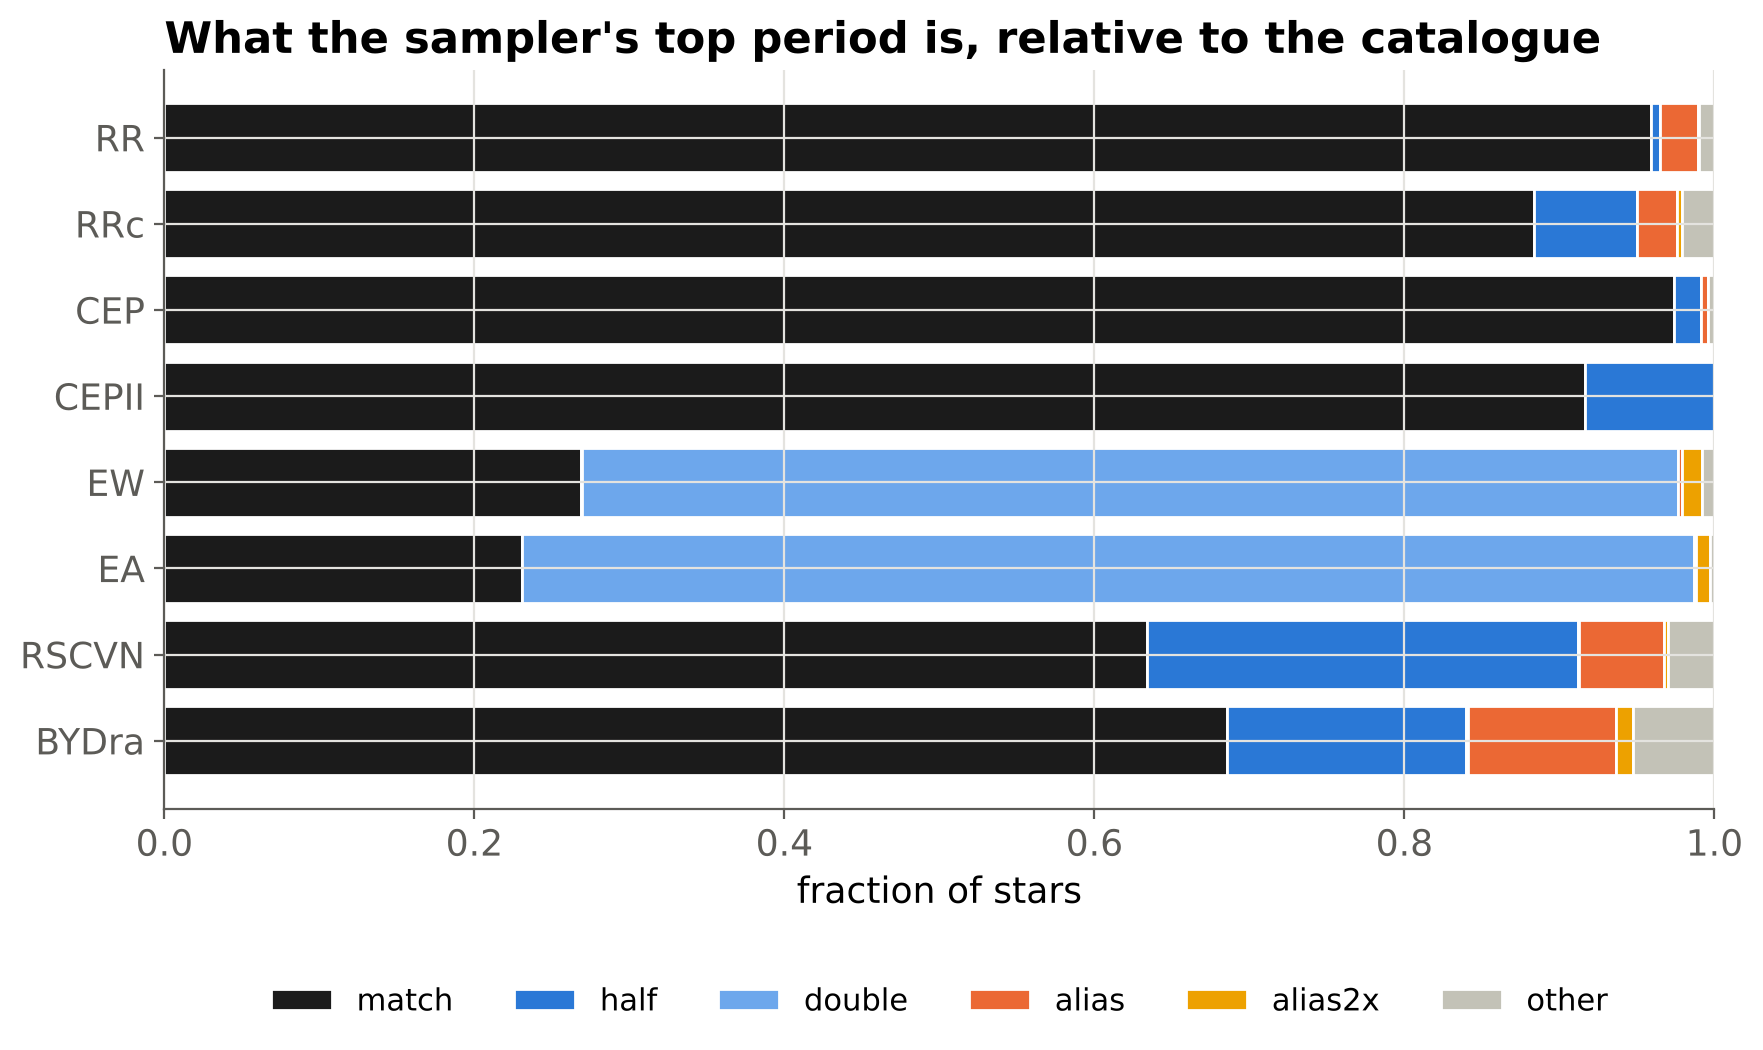 What the sampler's top period is, relative to the catalogue
RR
RRc
CEP
CEPII
EW
EA
RSCVN
BYDra
0.0 0.2 0.4 0.6 0.8 1.0
fraction of stars
match half double alias alias2x other